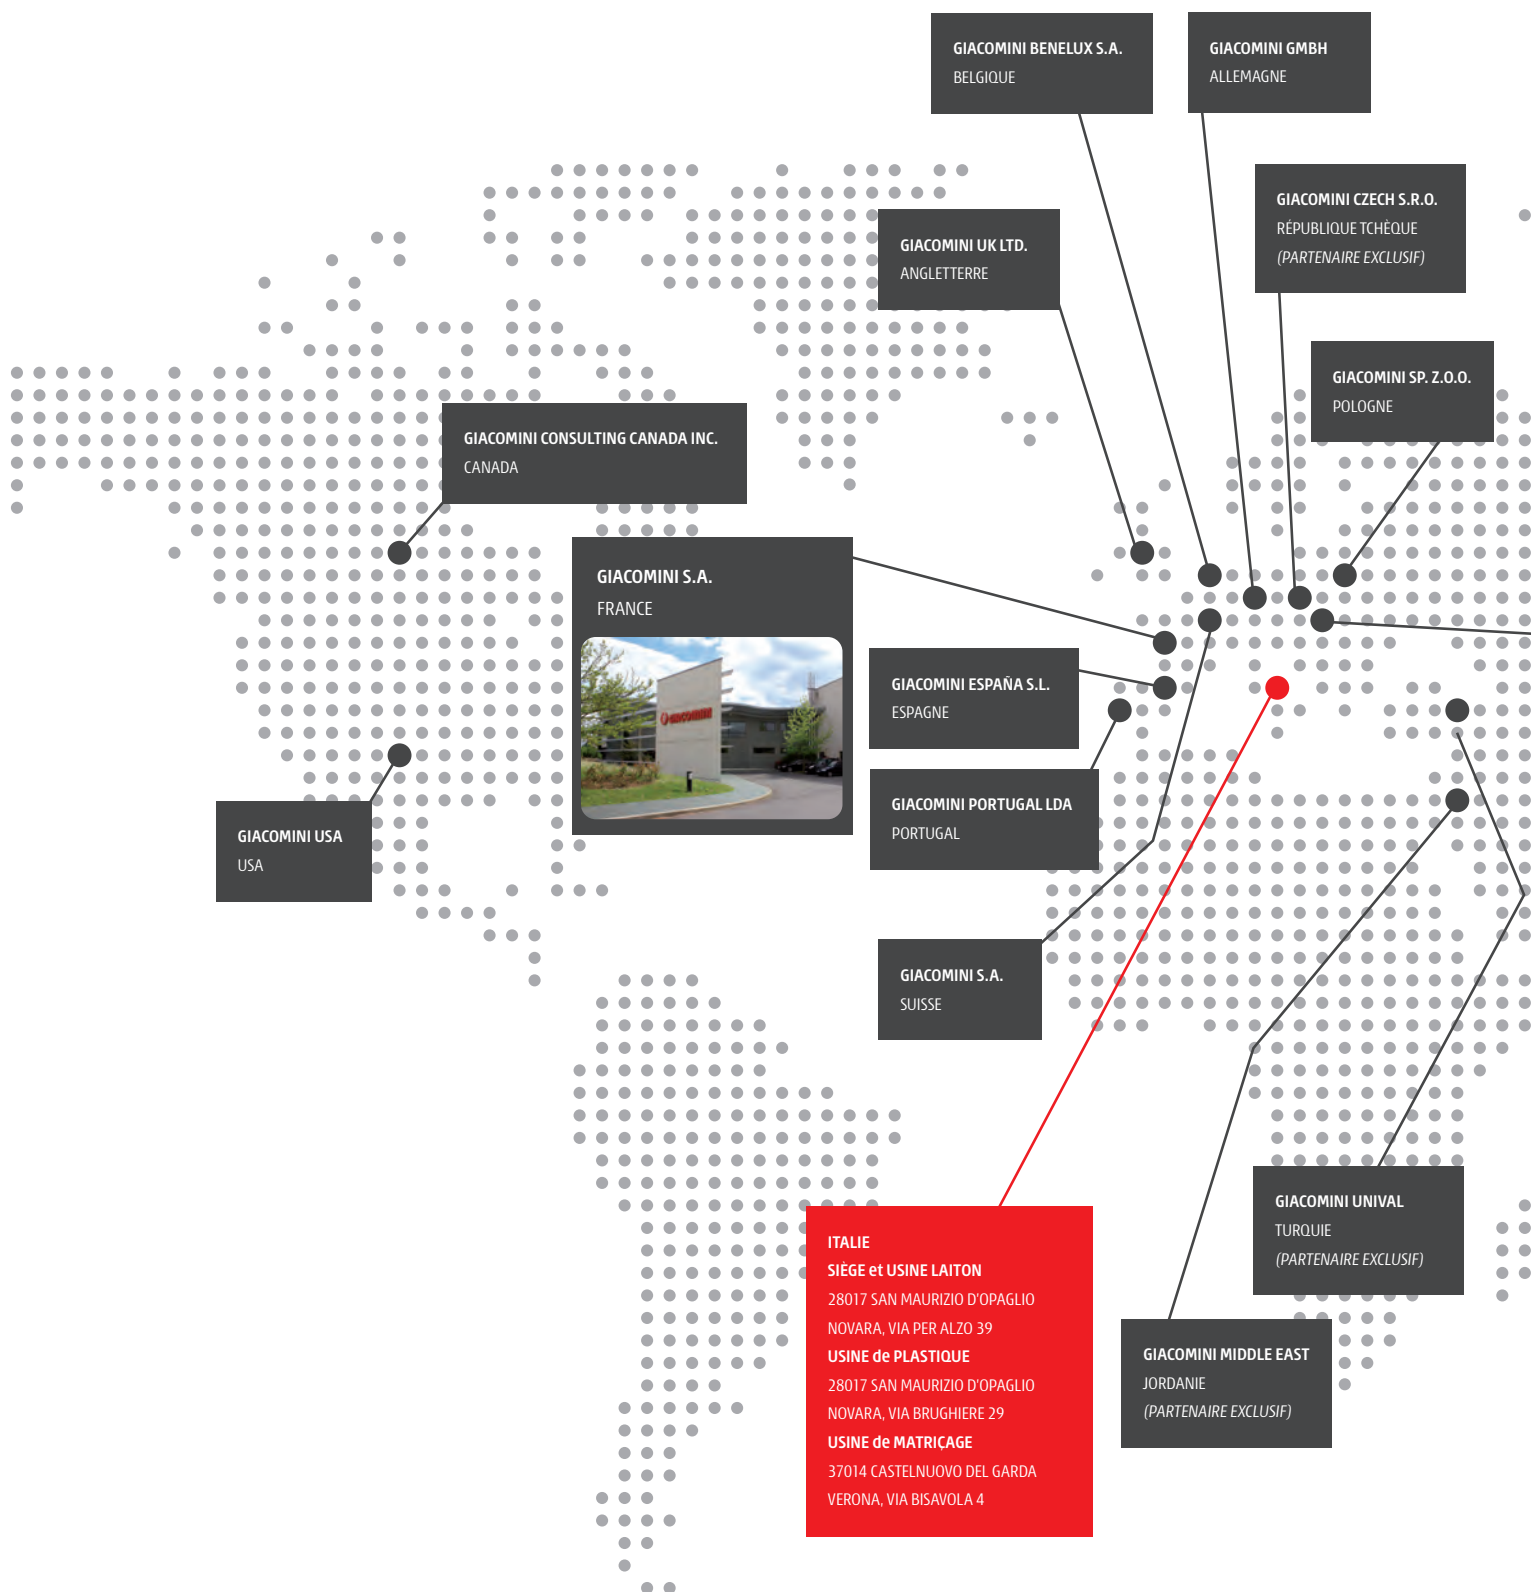 GIACOMINI BENELUX S.A.
BELGIQUE
GIACOMINI GMBH
ALLEMAGNE
GIACOMINI CZECH S.R.O.
RÉPUBLIQUE TCHÈQUE
(PARTENAIRE EXCLUSIF)
GIACOMINI UK LTD.
ANGLETERRE
GIACOMINI SP. Z.O.O.
POLOGNE
GIACOMINI CONSULTING CANADA INC.
CANADA
GIACOMINI S.A.
FRANCE
GIACOMINI
GIACOMINI ESPAÑA S.L.
ESPAGNE
GIACOMINI PORTUGAL LDA
PORTUGAL
GIACOMINI USA
USA
GIACOMINI S.A.
SUISSE
GIACOMINI UNIVAL
TURQUIE
(PARTENAIRE EXCLUSIF)
ITALIE
SIÈGE et USINE LAITON
28017 SAN MAURIZIO D'OPAGLIO
NOVARA, VIA PER ALZO 39
USINE de PLASTIQUE
28017 SAN MAURIZIO D'OPAGLIO
NOVARA, VIA BRUGHIERE 29
USINE de MATRIÇAGE
37014 CASTELNUOVO DEL GARDA
VERONA, VIA BISAVOLA 4
GIACOMINI MIDDLE EAST
JORDANIE
(PARTENAIRE EXCLUSIF)